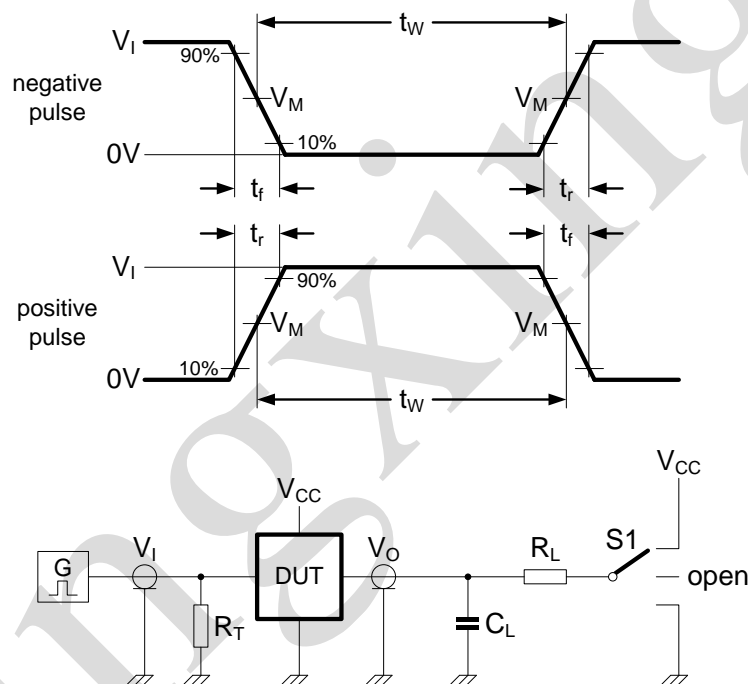 V_I
t_W
90%
negative
pulse
V_M
V_M
10%
0V
t_f
t_r
t_r
t_f
V_I
90%
positive
pulse
V_M
V_M
10%
0V
t_W
V_CC
V_CC
G
V_I
DUT
V_O
R_L
S1
open
R_T
C_L